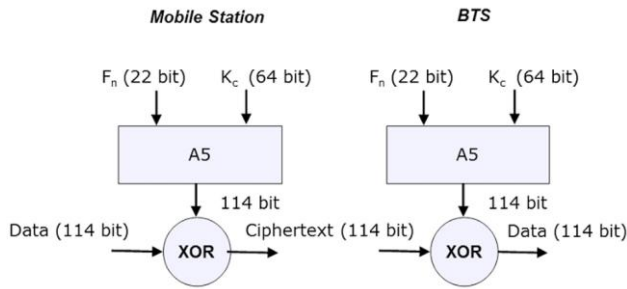 Mobile Station
BTS
Fn (22 bit)
Kc (64 bit)
Fn (22 bit)
Kc (64 bit)
A5
A5
114 bit
114 bit
Data (114 bit)
XOR
Ciphertext (114 bit)
XOR
Data (114 bit)